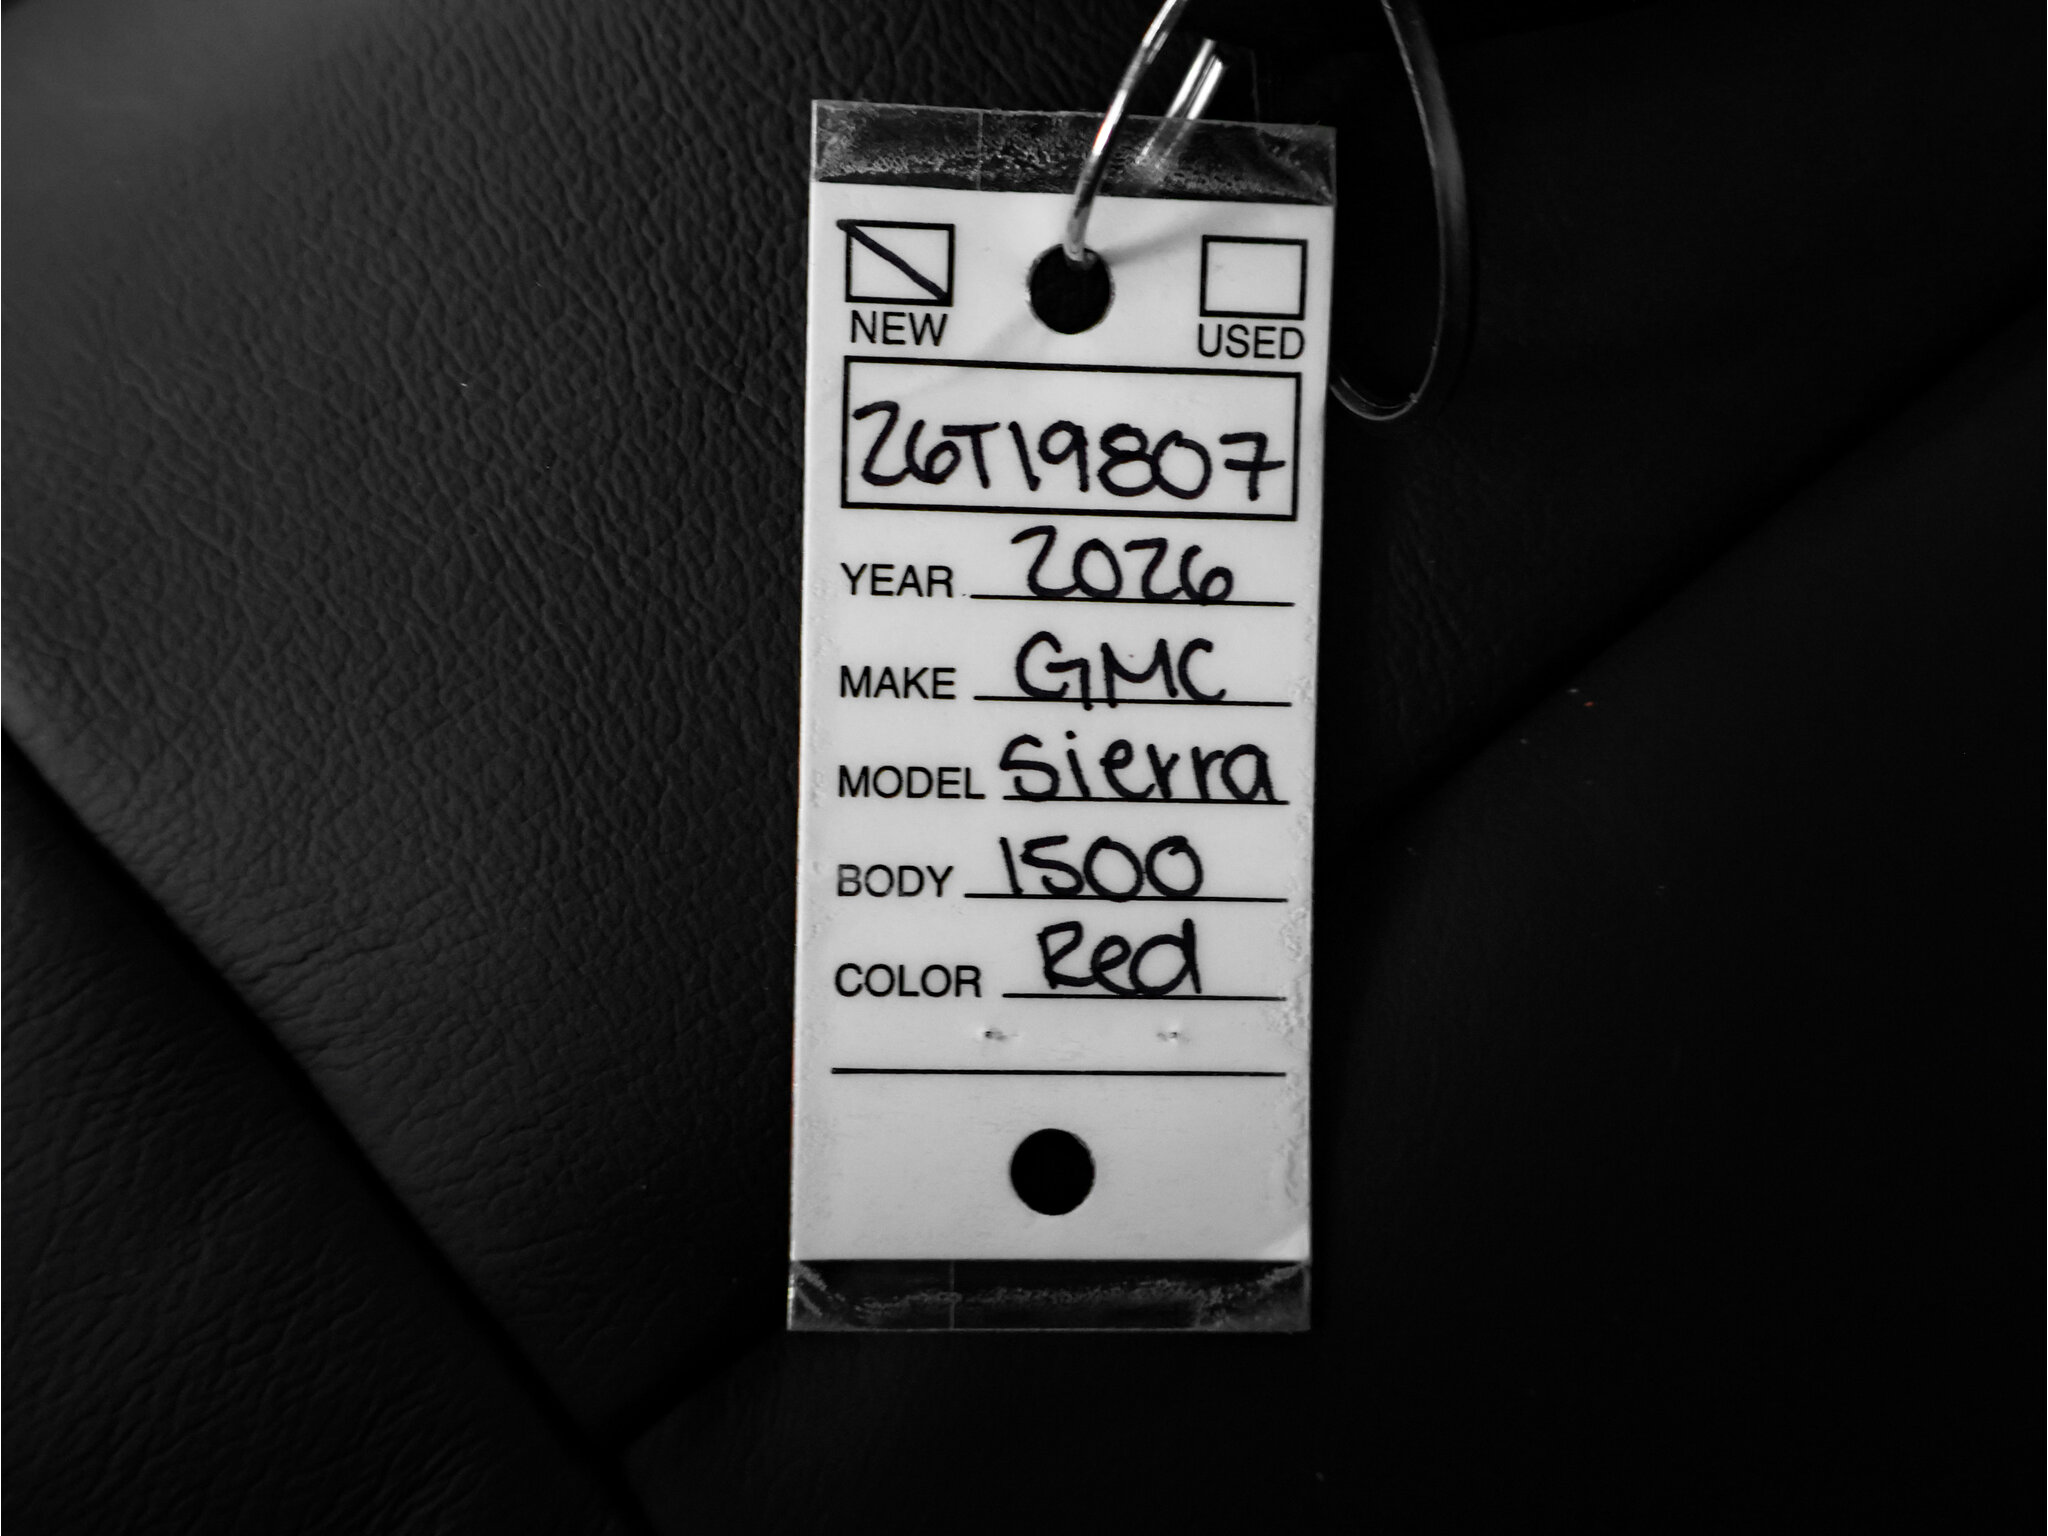 NEW USED
26T19807
YEAR 2026
MAKE GMC
MODEL Sierra
BODY 1500
COLOR Red